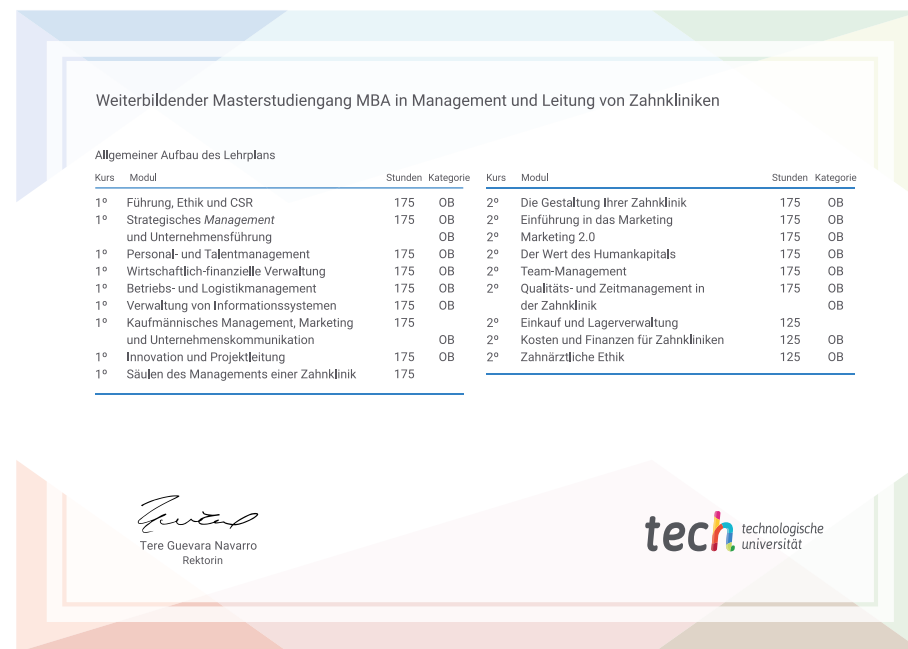 Weiterbildender Masterstudiengang MBA in Management und Leitung von Zahnkliniken
Allgemeiner Aufbau des Lehrplans
Kurs Modul Stunden Kategorie
1º Führung, Ethik und CSR 175 OB
1º Strategisches Management 175 OB
und Unternehmensführung OB
1º Personal- und Talentmanagement 175 OB
1º Wirtschaftlich-finanzielle Verwaltung 175 OB
1º Betriebs- und Logistikmanagement 175 OB
1º Verwaltung von Informationssystemen 175 OB
1º Kaufmännisches Management, Marketing 175
und Unternehmenskommunikation OB
1º Innovation und Projektleitung 175 OB
1º Säulen des Managements einer Zahnklinik 175
Kurs Modul Stunden Kategorie
2º Die Gestaltung Ihrer Zahnklinik 175 OB
2º Einführung in das Marketing 175 OB
2º Marketing 2.0 175 OB
2º Der Wert des Humankapitals 175 OB
2º Team-Management 175 OB
2º Qualitäts- und Zeitmanagement in 175 OB
der Zahnklinik OB
2º Einkauf und Lagerverwaltung 125
2º Kosten und Finanzen für Zahnkliniken 125 OB
2º Zahnärztliche Ethik 125 OB
Tere Guevara Navarro
Rektorin
tech technologische
universität